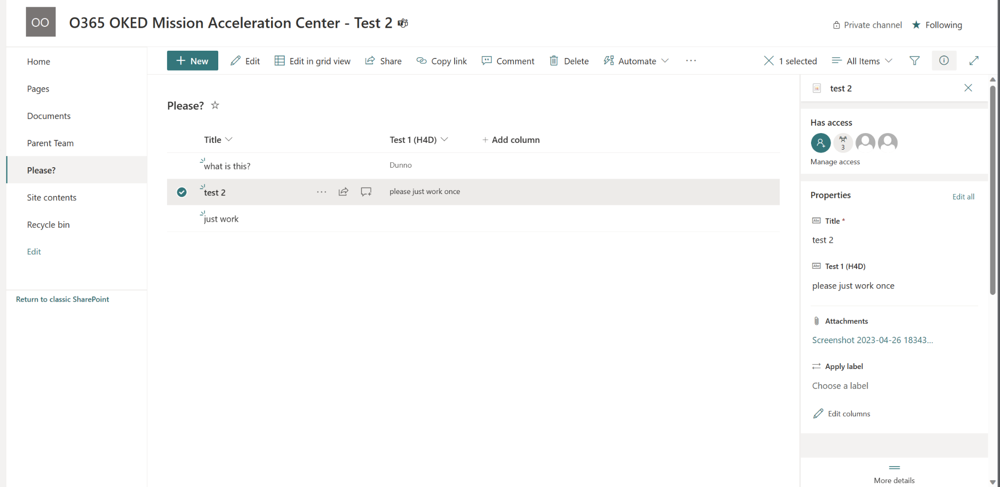 OO
O365 OKED Mission Acceleration Center - Test 2
Private channel
Following
Home
Pages
Documents
Parent Team
Please?
Site contents
Recycle bin
Edit
Return to classic SharePoint
New
Edit
Edit in grid view
Share
Copy link
Comment
Delete
Automate
1 selected
All Items
Please?
Title
Test 1 (H4D)
+ Add column
what is this?
Dunno
test 2
please just work once
just work
test 2
Has access
3
Manage access
Properties
Edit all
Abc Title *
test 2
Abc Test 1 (H4D)
please just work once
Attachments
Screenshot 2023-04-26 18343...
Apply label
Choose a label
Edit columns
More details